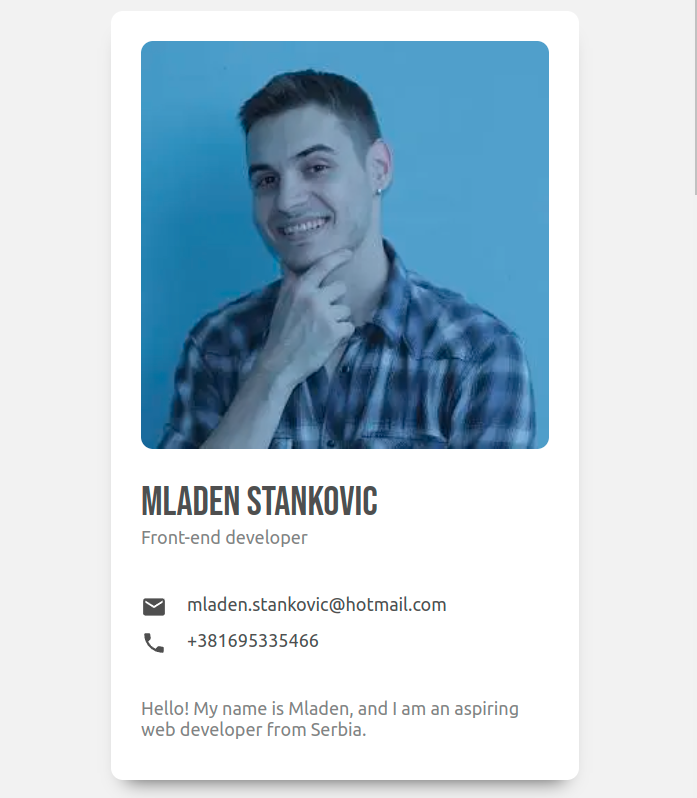 MLADEN STANKOVIC
Front-end developer
mladen.stankovic@hotmail.com
+381695335466
Hello! My name is Mladen, and I am an aspiring
web developer from Serbia.